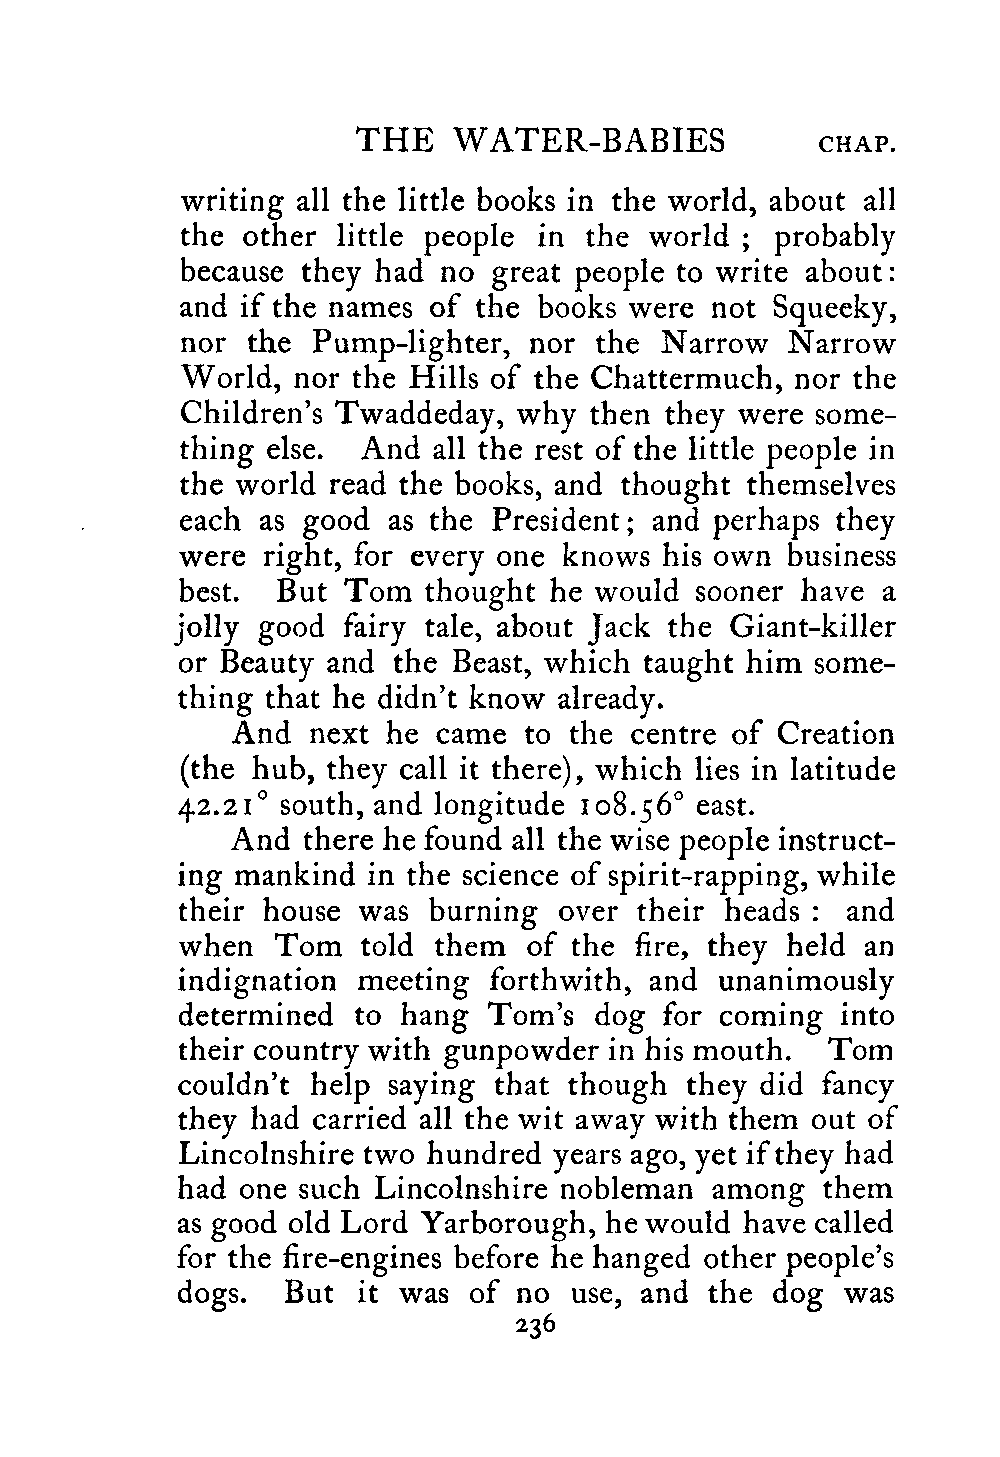 THE WATER-BABIES CHAP.
writing all the little books in the world, about all
the other little people in the world ; probably
because they had no great people to write about:
and if the names of the books were not Squeeky,
nor the Pump-lighter, nor the Narrow Narrow
World, nor the Hills of the Chattermuch, nor the
Children's Twaddeday, why then they were some-
thing else. And all the rest of the little people in
the world read the books, and thought themselves
each as good as the President; and perhaps they
were right, for every one knows his own business
best. But Tom thought he would sooner have a
jolly good fairy tale, about Jack the Giant-killer
or Beauty and the Beast, which taught him some-
thing that he didn't know already.
And next he came to the centre of Creation
(the hub, they call it there), which lies in latitude
42.21° south, and longitude 108.56° east.
And there he found all the wise people instruct-
ing mankind in the science of spirit-rapping, while
their house was burning over their heads : and
when Tom told them of the fire, they held an
indignation meeting forthwith, and unanimously
determined to hang Tom's dog for coming into
their country with gunpowder in his mouth. Tom
couldn't help saying that though they did fancy
they had carried all the wit away with them out of
Lincolnshire two hundred years ago, yet if they had
had one such Lincolnshire nobleman among them
as good old Lord Yarborough, he would have called
for the fire-engines before he hanged other people's
dogs. But it was of no use, and the dog was
236